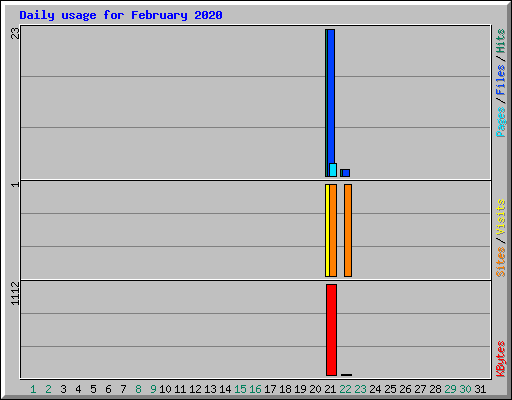 Daily usage for February 2020
23
Pages/Files/Hits
1
Sites/Visits
1112
KBytes
1 2 3 4 5 6 7 8 9 10 11 12 13 14 15 16 17 18 19 20 21 22 23 24 25 26 27 28 29 30 31